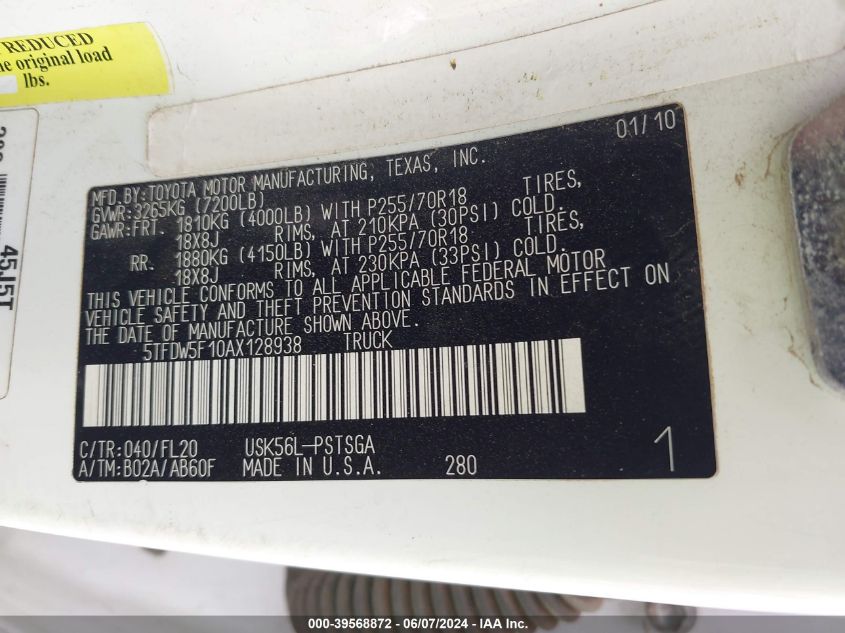 REDUCED
e original load
lbs.
45J5T
01/10
MFD.BY:TOYOTA MOTOR MANUFACTURING, TEXAS, INC.
GVWR:3265KG (7200LB)
GAWR:FRT. 1810KG (4000LB) WITH P255/70R18 TIRES,
18X8J RIMS, AT 210KPA (30PSI) COLD.
RR. 1880KG (4150LB) WITH P255/70R18 TIRES,
18X8J RIMS, AT 230KPA (33PSI) COLD.
THIS VEHICLE CONFORMS TO ALL APPLICABLE FEDERAL MOTOR
VEHICLE SAFETY AND THEFT PREVENTION STANDARDS IN EFFECT ON
THE DATE OF MANUFACTURE SHOWN ABOVE.
5TFDW5F10AX128938 TRUCK
C/TR:040/FL20 USK56L-PSTSGA
A/TM:B02A/AB60F MADE IN U.S.A. 280 1
000-39568872 - 06/07/2024 - IAA Inc.